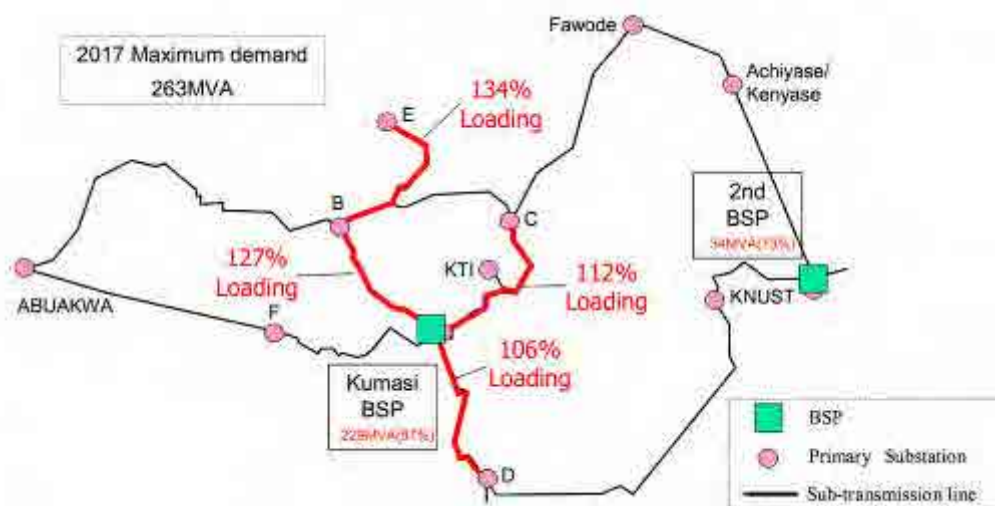 2017 Maximum demand
263MVA
Fawode
Achiyase/
Kenyase
134%
Loading
E
2nd
BSP
B
C
127%
Loading
KTI
112%
Loading
KNUST
ABUAKWA
F
106%
Loading
Kumasi
BSP
D
BSP
Primary Substation
Sub-transmission line